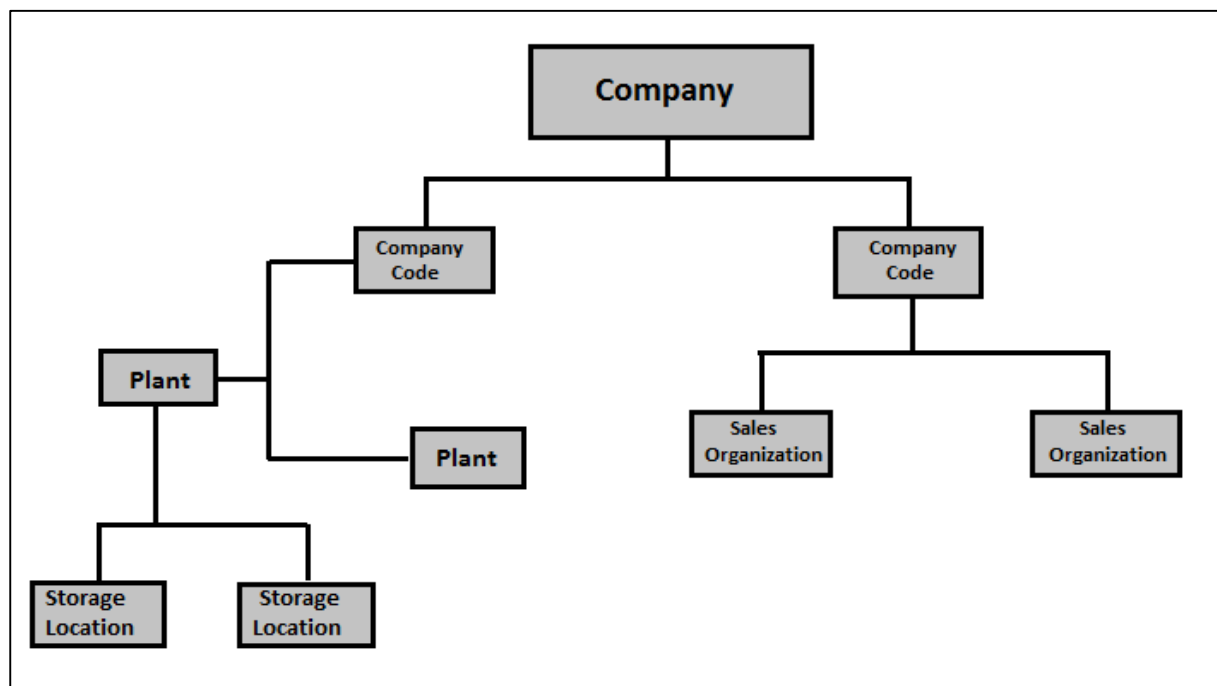 Company
Company
Code
Company
Code
Plant
Plant
Sales
Organization
Sales
Organization
Storage
Location
Storage
Location